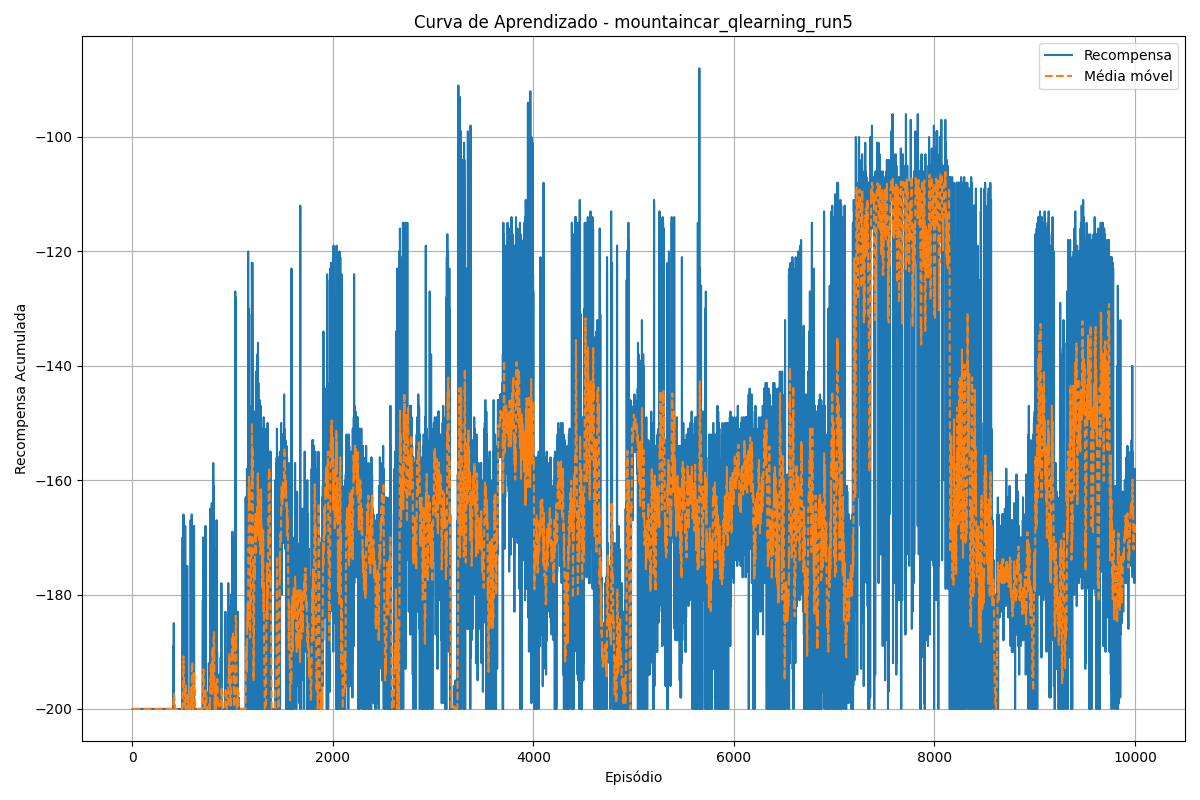 Curva de Aprendizado - mountaincar_qlearning_run5
Recompensa
Média móvel
Recompensa Acumulada
−100
−120
−140
−160
−180
−200
0
2000
4000
6000
8000
10000
Episódio